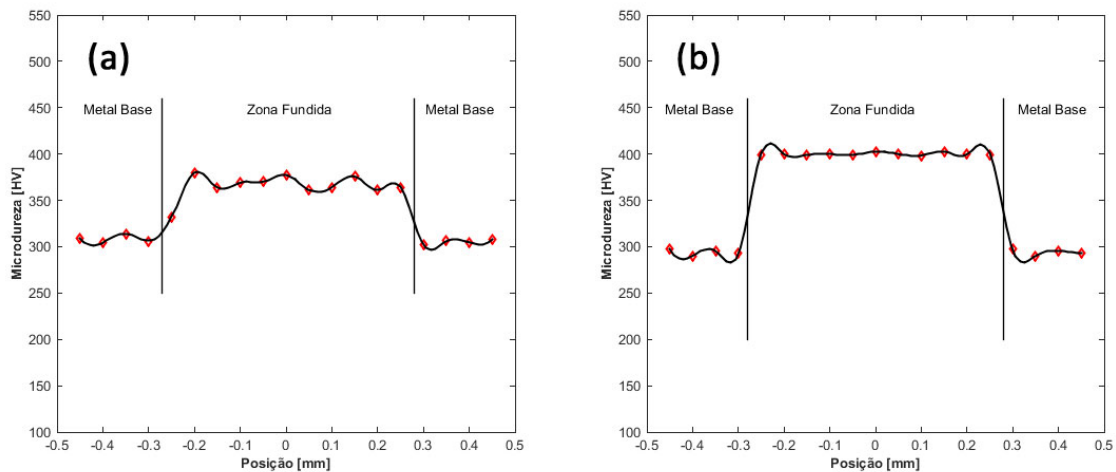 (a)
550
500
450
400
350
300
250
200
150
100
Microdureza [HV]
Metal Base
Zona Fundida
Metal Base
-0.5 -0.4 -0.3 -0.2 -0.1 0 0.1 0.2 0.3 0.4 0.5
Posição [mm]
(b)
550
500
450
400
350
300
250
200
150
100
Microdureza [HV]
Metal Base
Zona Fundida
Metal Base
-0.5 -0.4 -0.3 -0.2 -0.1 0 0.1 0.2 0.3 0.4 0.5
Posição [mm]